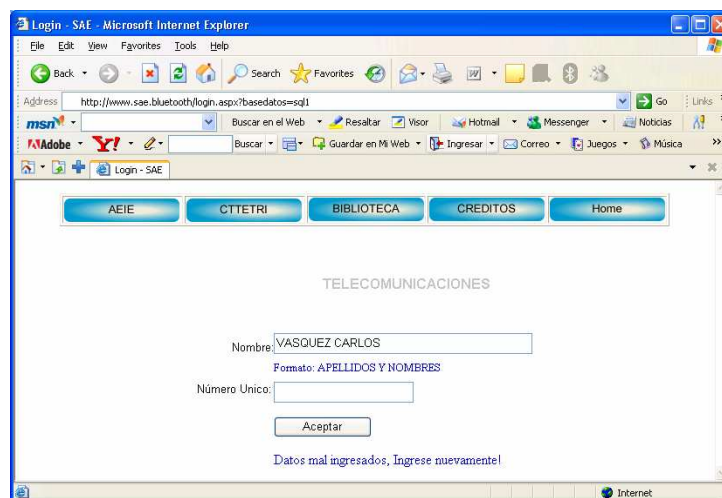 Login - SAE - Microsoft Internet Explorer
File Edit View Favorites Tools Help
Back Search Favorites
Address http://www.sae.bluetooth/login.aspx?basedatos=sql1 Go Links
msn Buscar en el Web Resaltar Visor Hotmail Messenger Noticias
Adobe Y! Buscar Guardar en Mi Web Ingresar Correo Juegos Música >>
Login - SAE
AEIE CTTETRI BIBLIOTECA CREDITOS Home
TELECOMUNICACIONES
Nombre: VASQUEZ CARLOS
Formato: APELLIDOS Y NOMBRES
Número Unico:
Aceptar
Datos mal ingresados, Ingrese nuevamente!
Internet